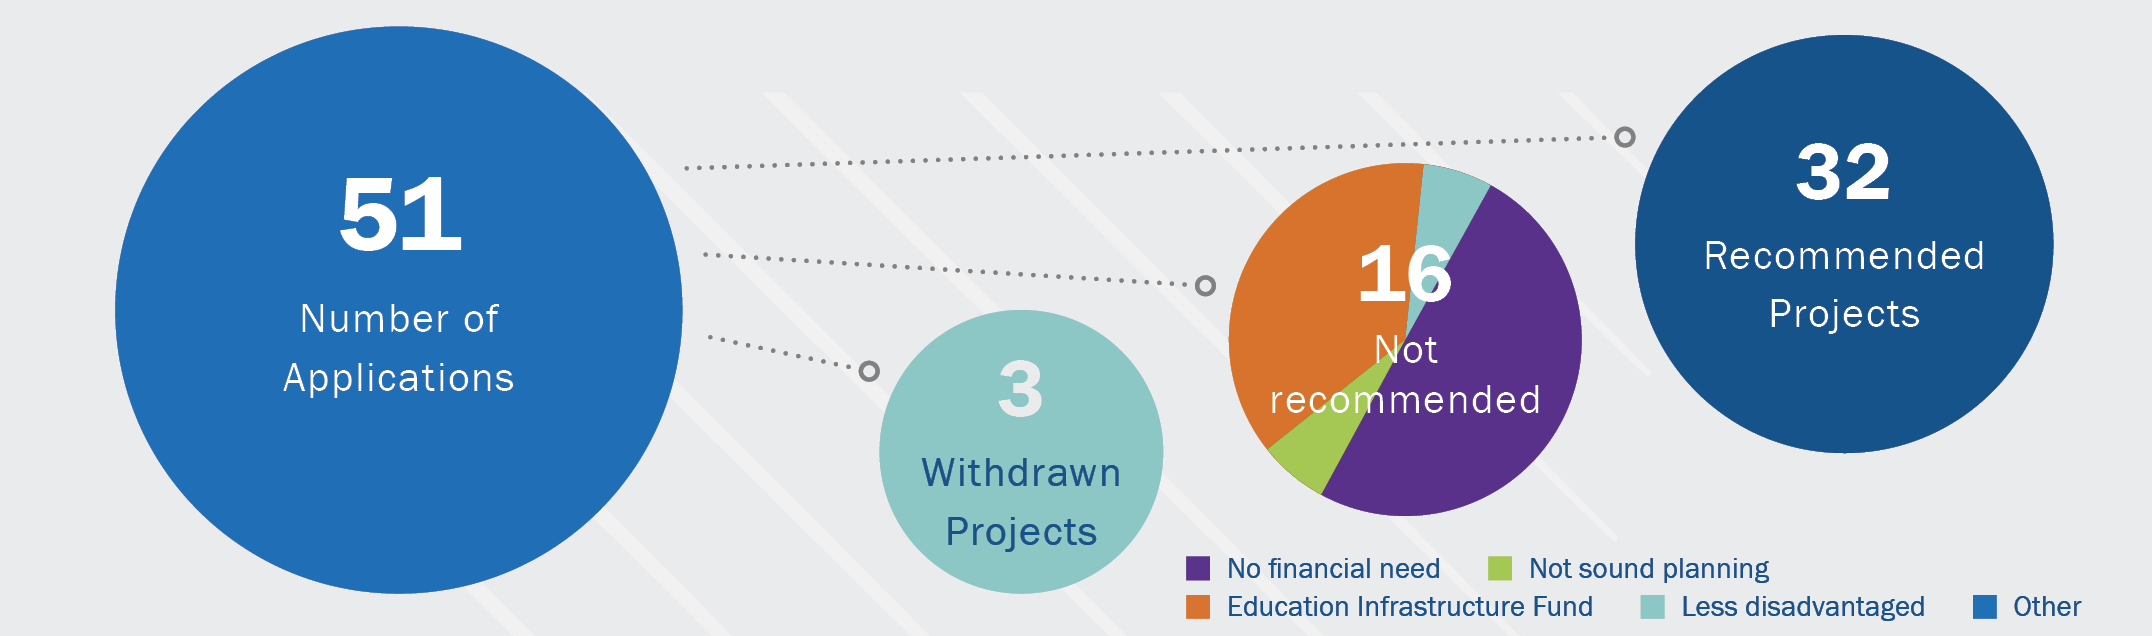 51
Number of
Applications
3
Withdrawn
Projects
16
Not
recommended
32
Recommended
Projects
No financial need
Not sound planning
Education Infrastructure Fund
Less disadvantaged
Other